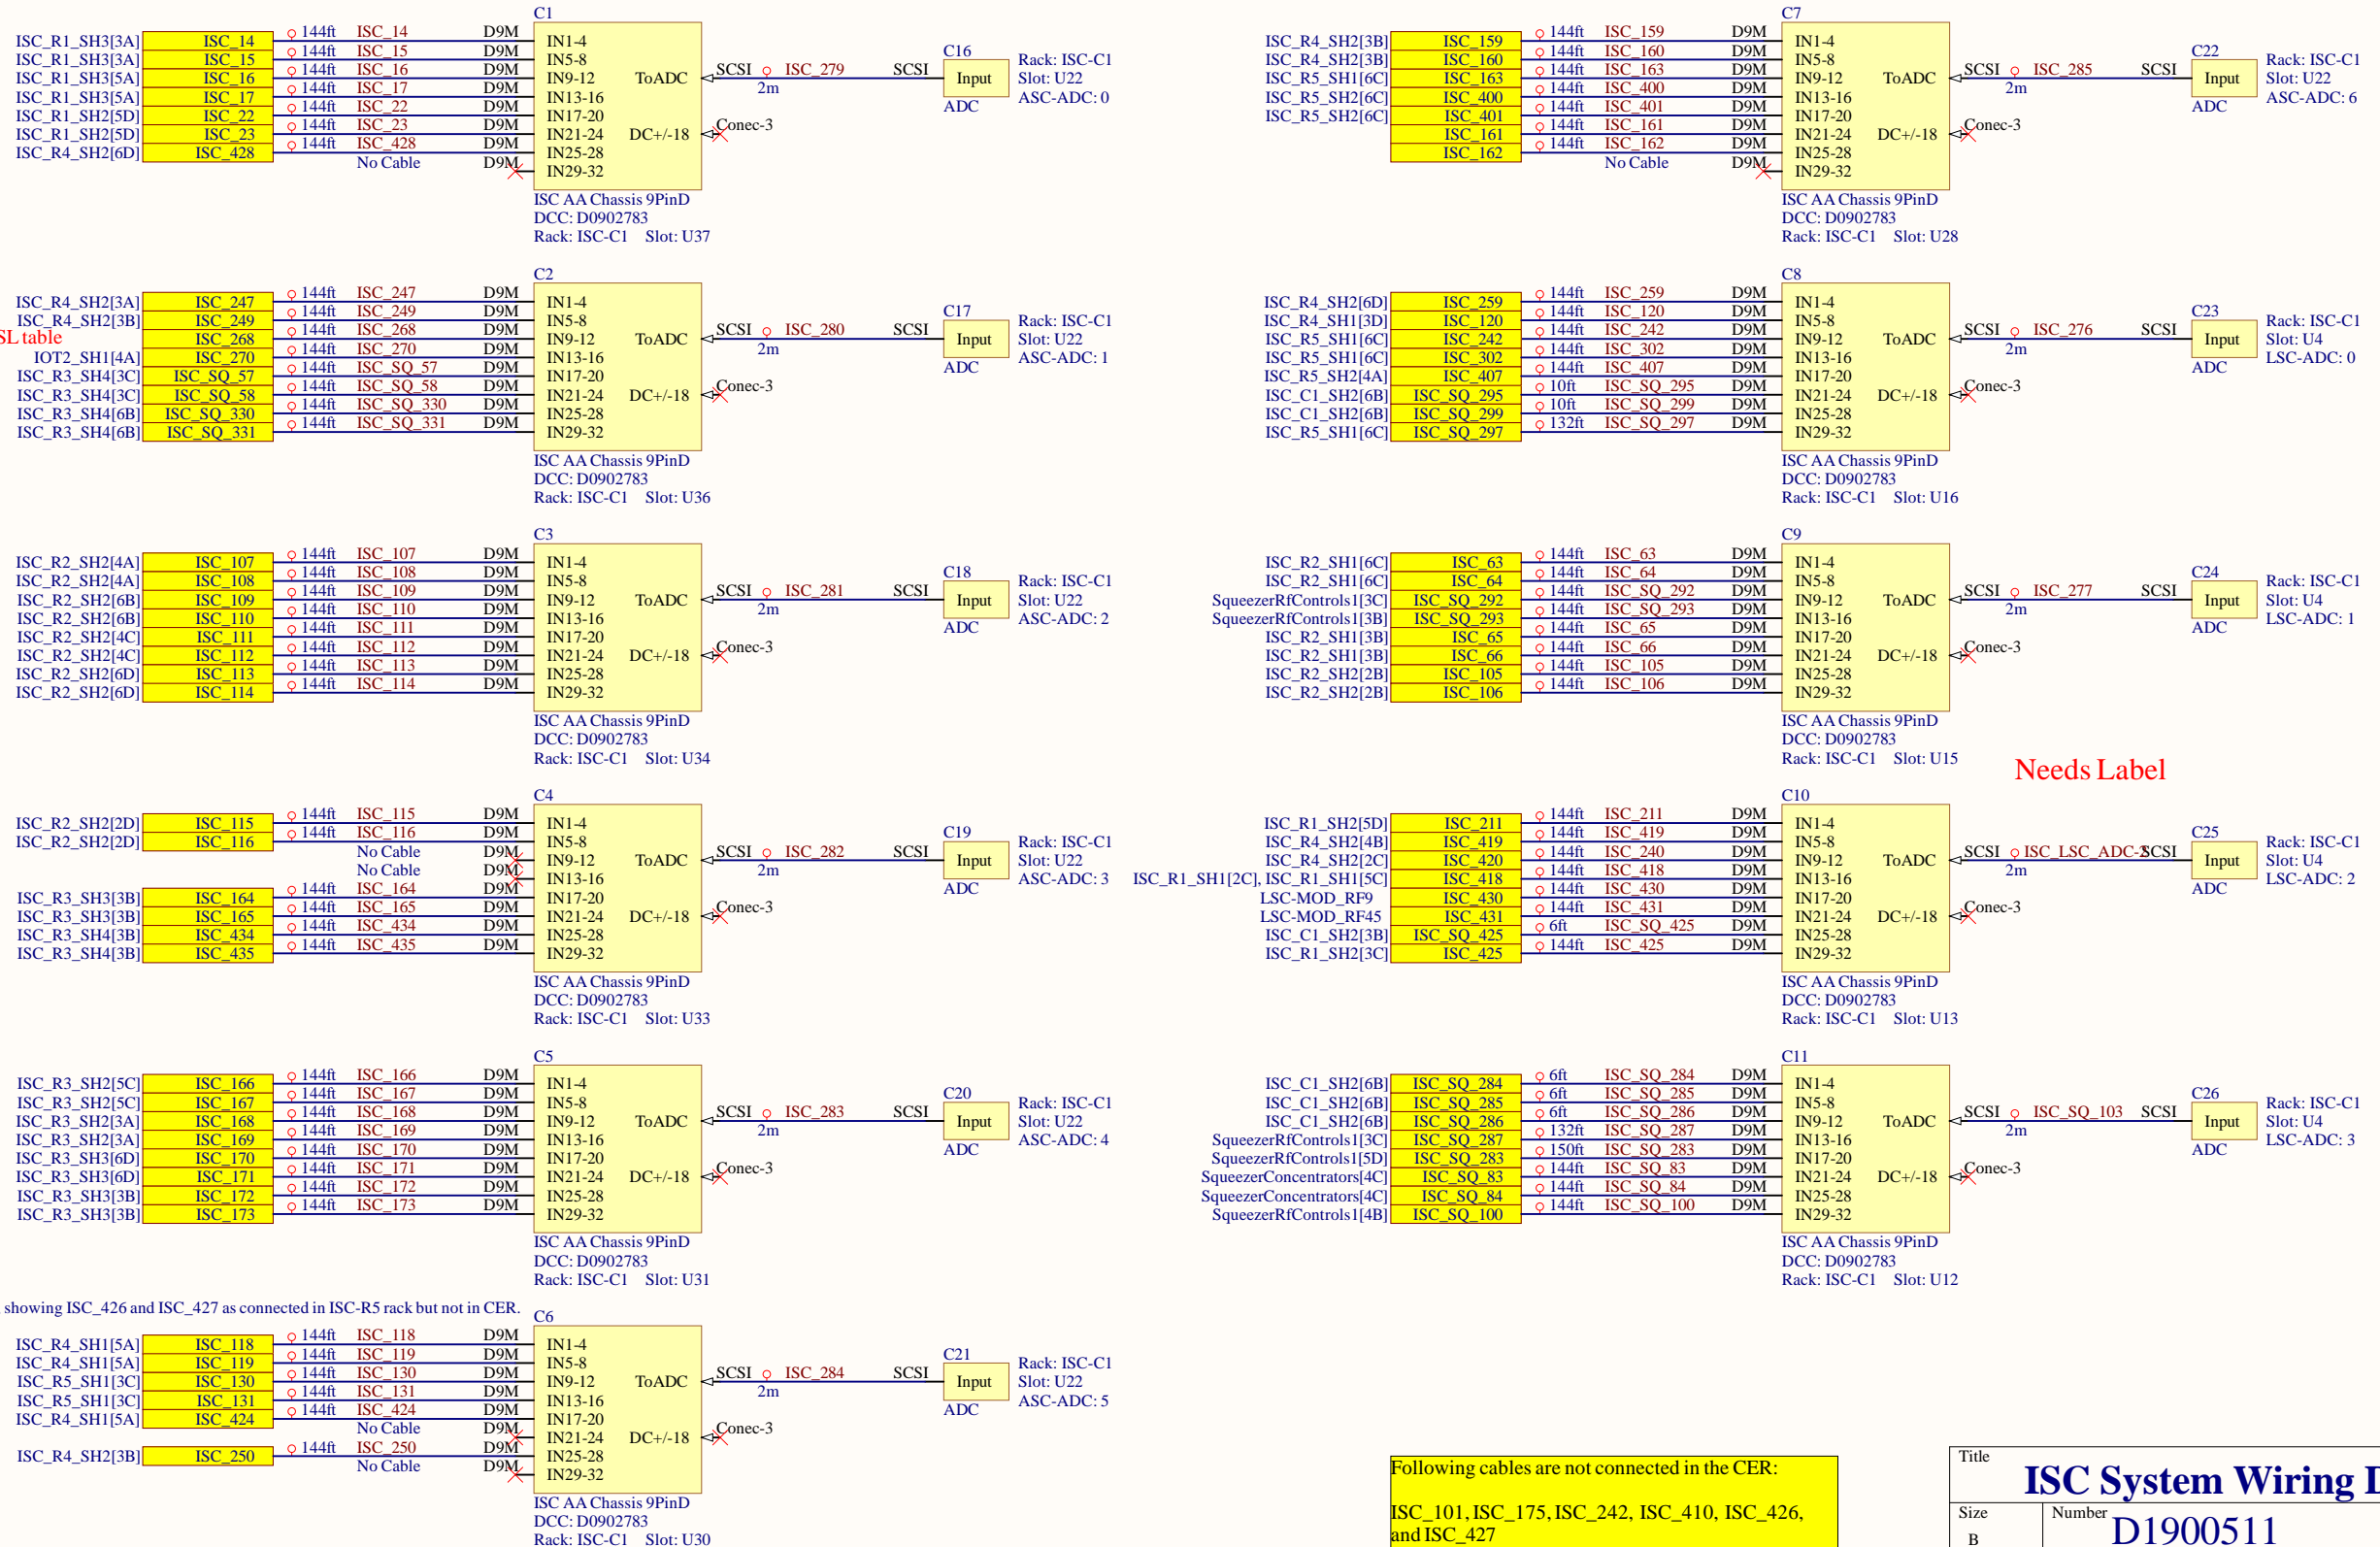 C1
ISC_R1_SH3[3A] ISC_14 144ft ISC_14 D9M IN1-4
ISC_R1_SH3[3A] ISC_15 144ft ISC_15 D9M IN5-8
ISC_R1_SH3[5A] ISC_16 144ft ISC_16 D9M IN9-12
ISC_R1_SH3[5A] ISC_17 144ft ISC_17 D9M IN13-16
ISC_R1_SH2[5D] ISC_22 144ft ISC_22 D9M IN17-20
ISC_R1_SH2[5D] ISC_23 144ft ISC_23 D9M IN21-24
ISC_R4_SH2[6D] ISC_428 144ft ISC_428 D9M IN25-28
No Cable D9M IN29-32
ToADC SCSI ISC_279 SCSI
2m
DC+/-18 Conec-3
C16
Input
ADC
Rack: ISC-C1
Slot: U22
ASC-ADC: 0
ISC AA Chassis 9PinD
DCC: D0902783
Rack: ISC-C1 Slot: U37
C2
ISC_R4_SH2[3A] ISC_247 144ft ISC_247 D9M IN1-4
ISC_R4_SH2[3B] ISC_249 144ft ISC_249 D9M IN5-8
SL table ISC_268 144ft ISC_268 D9M IN9-12
IOT2_SH1[4A] ISC_270 144ft ISC_270 D9M IN13-16
ISC_R3_SH4[3C] ISC_SQ_57 144ft ISC_SQ_57 D9M IN17-20
ISC_R3_SH4[3C] ISC_SQ_58 144ft ISC_SQ_58 D9M IN21-24
ISC_R3_SH4[6B] ISC_SQ_330 144ft ISC_SQ_330 D9M IN25-28
ISC_R3_SH4[6B] ISC_SQ_331 144ft ISC_SQ_331 D9M IN29-32
ToADC SCSI ISC_280 SCSI
2m
DC+/-18 Conec-3
C17
Input
ADC
Rack: ISC-C1
Slot: U22
ASC-ADC: 1
ISC AA Chassis 9PinD
DCC: D0902783
Rack: ISC-C1 Slot: U36
C3
ISC_R2_SH2[4A] ISC_107 144ft ISC_107 D9M IN1-4
ISC_R2_SH2[4A] ISC_108 144ft ISC_108 D9M IN5-8
ISC_R2_SH2[6B] ISC_109 144ft ISC_109 D9M IN9-12
ISC_R2_SH2[6B] ISC_110 144ft ISC_110 D9M IN13-16
ISC_R2_SH2[4C] ISC_111 144ft ISC_111 D9M IN17-20
ISC_R2_SH2[4C] ISC_112 144ft ISC_112 D9M IN21-24
ISC_R2_SH2[6D] ISC_113 144ft ISC_113 D9M IN25-28
ISC_R2_SH2[6D] ISC_114 144ft ISC_114 D9M IN29-32
ToADC SCSI ISC_281 SCSI
2m
DC+/-18 Conec-3
C18
Input
ADC
Rack: ISC-C1
Slot: U22
ASC-ADC: 2
ISC AA Chassis 9PinD
DCC: D0902783
Rack: ISC-C1 Slot: U34
C4
ISC_R2_SH2[2D] ISC_115 144ft ISC_115 D9M IN1-4
ISC_R2_SH2[2D] ISC_116 144ft ISC_116 D9M IN5-8
No Cable D9M IN9-12
No Cable D9M IN13-16
ISC_R3_SH3[3B] ISC_164 144ft ISC_164 D9M IN17-20
ISC_R3_SH3[3B] ISC_165 144ft ISC_165 D9M IN21-24
ISC_R3_SH4[3B] ISC_434 144ft ISC_434 D9M IN25-28
ISC_R3_SH4[3B] ISC_435 144ft ISC_435 D9M IN29-32
ToADC SCSI ISC_282 SCSI
2m
DC+/-18 Conec-3
C19
Input
ADC
Rack: ISC-C1
Slot: U22
ASC-ADC: 3
ISC AA Chassis 9PinD
DCC: D0902783
Rack: ISC-C1 Slot: U33
C5
ISC_R3_SH2[5C] ISC_166 144ft ISC_166 D9M IN1-4
ISC_R3_SH2[5C] ISC_167 144ft ISC_167 D9M IN5-8
ISC_R3_SH2[3A] ISC_168 144ft ISC_168 D9M IN9-12
ISC_R3_SH2[3A] ISC_169 144ft ISC_169 D9M IN13-16
ISC_R3_SH3[6D] ISC_170 144ft ISC_170 D9M IN17-20
ISC_R3_SH3[6D] ISC_171 144ft ISC_171 D9M IN21-24
ISC_R3_SH3[3B] ISC_172 144ft ISC_172 D9M IN25-28
ISC_R3_SH3[3B] ISC_173 144ft ISC_173 D9M IN29-32
ToADC SCSI ISC_283 SCSI
2m
DC+/-18 Conec-3
C20
Input
ADC
Rack: ISC-C1
Slot: U22
ASC-ADC: 4
ISC AA Chassis 9PinD
DCC: D0902783
Rack: ISC-C1 Slot: U31
showing ISC_426 and ISC_427 as connected in ISC-R5 rack but not in CER.
C6
ISC_R4_SH1[5A] ISC_118 144ft ISC_118 D9M IN1-4
ISC_R4_SH1[5A] ISC_119 144ft ISC_119 D9M IN5-8
ISC_R5_SH1[3C] ISC_130 144ft ISC_130 D9M IN9-12
ISC_R5_SH1[3C] ISC_131 144ft ISC_131 D9M IN13-16
ISC_R4_SH1[5A] ISC_424 144ft ISC_424 D9M IN17-20
No Cable D9M IN21-24
ISC_R4_SH2[3B] ISC_250 144ft ISC_250 D9M IN25-28
No Cable D9M IN29-32
ToADC SCSI ISC_284 SCSI
2m
DC+/-18 Conec-3
C21
Input
ADC
Rack: ISC-C1
Slot: U22
ASC-ADC: 5
ISC AA Chassis 9PinD
DCC: D0902783
Rack: ISC-C1 Slot: U30
C7
ISC_R4_SH2[3B] ISC_159 144ft ISC_159 D9M IN1-4
ISC_R4_SH2[3B] ISC_160 144ft ISC_160 D9M IN5-8
ISC_R5_SH1[6C] ISC_163 144ft ISC_163 D9M IN9-12
ISC_R5_SH2[6C] ISC_400 144ft ISC_400 D9M IN13-16
ISC_R5_SH2[6C] ISC_401 144ft ISC_401 D9M IN17-20
ISC_161 144ft ISC_161 D9M IN21-24
ISC_162 144ft ISC_162 D9M IN25-28
No Cable D9M IN29-32
ToADC SCSI ISC_285 SCSI
2m
DC+/-18 Conec-3
C22
Input
ADC
Rack: ISC-C1
Slot: U22
ASC-ADC: 6
ISC AA Chassis 9PinD
DCC: D0902783
Rack: ISC-C1 Slot: U28
C8
ISC_R4_SH2[6D] ISC_259 144ft ISC_259 D9M IN1-4
ISC_R4_SH1[3D] ISC_120 144ft ISC_120 D9M IN5-8
ISC_R5_SH1[6C] ISC_242 144ft ISC_242 D9M IN9-12
ISC_R5_SH1[6C] ISC_302 144ft ISC_302 D9M IN13-16
ISC_R5_SH2[4A] ISC_407 144ft ISC_407 D9M IN17-20
ISC_C1_SH2[6B] ISC_SQ_295 10ft ISC_SQ_295 D9M IN21-24
ISC_C1_SH2[6B] ISC_SQ_299 10ft ISC_SQ_299 D9M IN25-28
ISC_R5_SH1[6C] ISC_SQ_297 132ft ISC_SQ_297 D9M IN29-32
ToADC SCSI ISC_276 SCSI
2m
DC+/-18 Conec-3
C23
Input
ADC
Rack: ISC-C1
Slot: U4
LSC-ADC: 0
ISC AA Chassis 9PinD
DCC: D0902783
Rack: ISC-C1 Slot: U16
C9
ISC_R2_SH1[6C] ISC_63 144ft ISC_63 D9M IN1-4
ISC_R2_SH1[6C] ISC_64 144ft ISC_64 D9M IN5-8
SqueezerRfControls1[3C] ISC_SQ_292 144ft ISC_SQ_292 D9M IN9-12
SqueezerRfControls1[3B] ISC_SQ_293 144ft ISC_SQ_293 D9M IN13-16
ISC_R2_SH1[3B] ISC_65 144ft ISC_65 D9M IN17-20
ISC_R2_SH1[3B] ISC_66 144ft ISC_66 D9M IN21-24
ISC_R2_SH2[2B] ISC_105 144ft ISC_105 D9M IN25-28
ISC_R2_SH2[2B] ISC_106 144ft ISC_106 D9M IN29-32
ToADC SCSI ISC_277 SCSI
2m
DC+/-18 Conec-3
C24
Input
ADC
Rack: ISC-C1
Slot: U4
LSC-ADC: 1
ISC AA Chassis 9PinD
DCC: D0902783
Rack: ISC-C1 Slot: U15
Needs Label
C10
ISC_R1_SH2[5D] ISC_211 144ft ISC_211 D9M IN1-4
ISC_R4_SH2[4B] ISC_419 144ft ISC_419 D9M IN5-8
ISC_R4_SH2[2C] ISC_420 144ft ISC_240 D9M IN9-12
ISC_R1_SH1[2C], ISC_R1_SH1[5C] ISC_418 144ft ISC_418 D9M IN13-16
LSC-MOD_RF9 ISC_430 144ft ISC_430 D9M IN17-20
LSC-MOD_RF45 ISC_431 144ft ISC_431 D9M IN21-24
ISC_C1_SH2[3B] ISC_SQ_425 6ft ISC_SQ_425 D9M IN25-28
ISC_R1_SH2[3C] ISC_425 144ft ISC_425 D9M IN29-32
ToADC SCSI ISC_LSC_ADC-2 SCSI
2m
DC+/-18 Conec-3
C25
Input
ADC
Rack: ISC-C1
Slot: U4
LSC-ADC: 2
ISC AA Chassis 9PinD
DCC: D0902783
Rack: ISC-C1 Slot: U13
C11
ISC_C1_SH2[6B] ISC_SQ_284 6ft ISC_SQ_284 D9M IN1-4
ISC_C1_SH2[6B] ISC_SQ_285 6ft ISC_SQ_285 D9M IN5-8
ISC_C1_SH2[6B] ISC_SQ_286 6ft ISC_SQ_286 D9M IN9-12
SqueezerRfControls1[3C] ISC_SQ_287 132ft ISC_SQ_287 D9M IN13-16
SqueezerRfControls1[5D] ISC_SQ_283 150ft ISC_SQ_283 D9M IN17-20
SqueezerConcentrators[4C] ISC_SQ_83 144ft ISC_SQ_83 D9M IN21-24
SqueezerConcentrators[4C] ISC_SQ_84 144ft ISC_SQ_84 D9M IN25-28
SqueezerRfControls1[4B] ISC_SQ_100 144ft ISC_SQ_100 D9M IN29-32
ToADC SCSI ISC_SQ_103 SCSI
2m
DC+/-18 Conec-3
C26
Input
ADC
Rack: ISC-C1
Slot: U4
LSC-ADC: 3
ISC AA Chassis 9PinD
DCC: D0902783
Rack: ISC-C1 Slot: U12
Following cables are not connected in the CER:
ISC_101, ISC_175, ISC_242, ISC_410, ISC_426,
and ISC_427
Title
ISC System Wiring D
Size
B
Number
D1900511